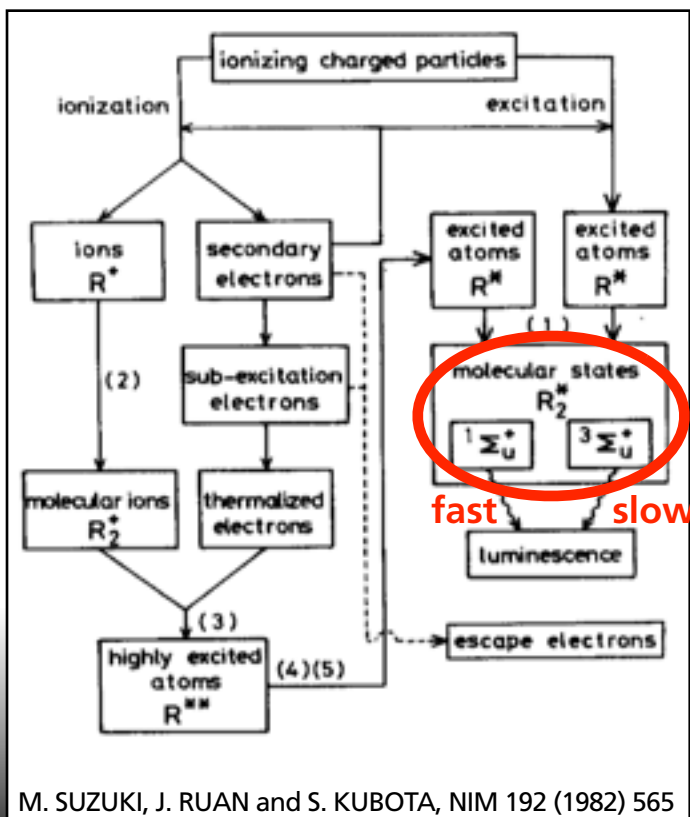 ionizing charged particles
ionization
excitation
ions
R⁺
secondary
electrons
excited
atoms
R*
excited
atoms
R*
(1)
(2)
sub-excitation
electrons
molecular states
R₂*
¹Σᵤ⁺
³Σᵤ⁺
molecular ions
R₂⁺
thermalized
electrons
fast
slow
luminescence
(3)
escape electrons
highly excited
atoms
R**
(4)(5)
M. SUZUKI, J. RUAN and S. KUBOTA, NIM 192 (1982) 565